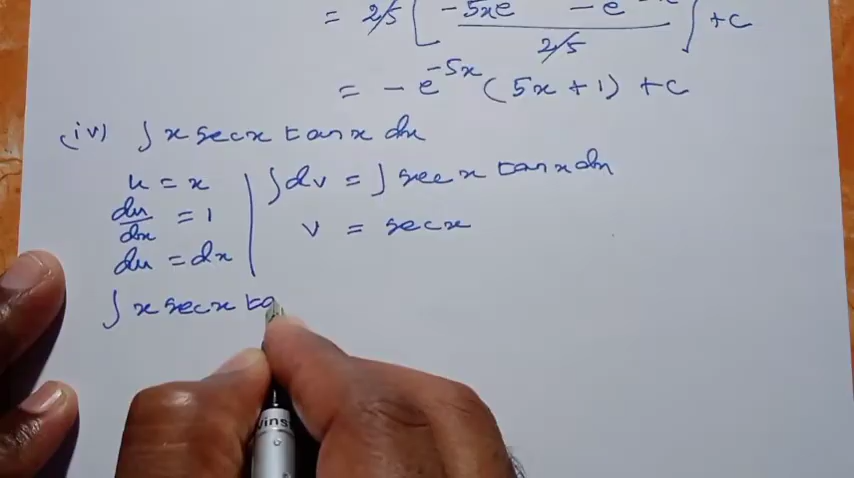 = 2/5 [ -5xe - e / 2/5 ] + c
= - e^-5x (5x + 1) + c
(iv) ∫ x secx tanx dx
u = x ∫ dv = ∫ secx tanx dx
du/dx = 1 v = secx
du = dx
∫ x secx ta
Wins